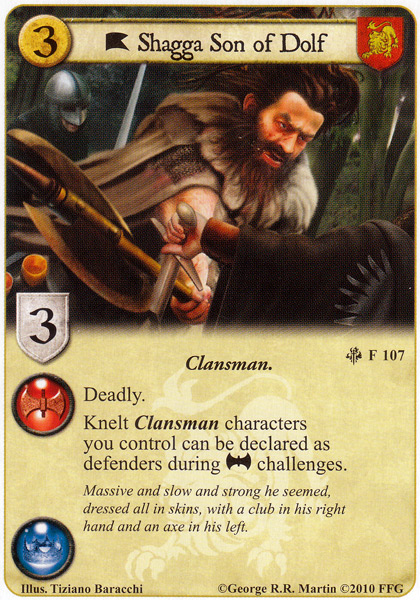 3
Shagga Son of Dolf
3
Clansman.
F 107
Deadly.
Knelt Clansman characters
you control can be declared as
defenders during challenges.
Massive and slow and strong he seemed,
dressed all in skins, with a club in his right
hand and an axe in his left.
Illus. Tiziano Baracchi
©George R.R. Martin ©2010 FFG